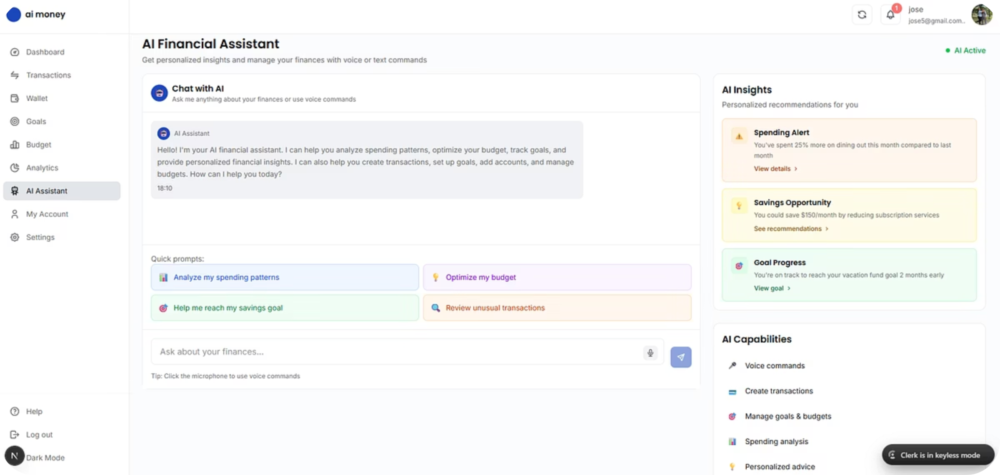 ai money
1
jose
jose5@gmail.com..
Dashboard
Transactions
Wallet
Goals
Budget
Analytics
AI Assistant
My Account
Settings
Help
Log out
N
Dark Mode
AI Financial Assistant
Get personalized insights and manage your finances with voice or text commands
AI Active
Chat with AI
Ask me anything about your finances or use voice commands
AI Assistant
Hello! I'm your AI financial assistant. I can help you analyze spending patterns, optimize your budget, track goals, and
provide personalized financial insights. I can also help you create transactions, set up goals, add accounts, and manage
budgets. How can I help you today?
18:10
Quick prompts:
Analyze my spending patterns
Optimize my budget
Help me reach my savings goal
Review unusual transactions
Ask about your finances...
Tip: Click the microphone to use voice commands
AI Insights
Personalized recommendations for you
Spending Alert
You've spent 25% more on dining out this month compared to last
month
View details
Savings Opportunity
You could save $150/month by reducing subscription services
See recommendations
Goal Progress
You're on track to reach your vacation fund goal 2 months early
View goal
AI Capabilities
Voice commands
Create transactions
Manage goals & budgets
Spending analysis
Personalized advice
Clerk is in keyless mode